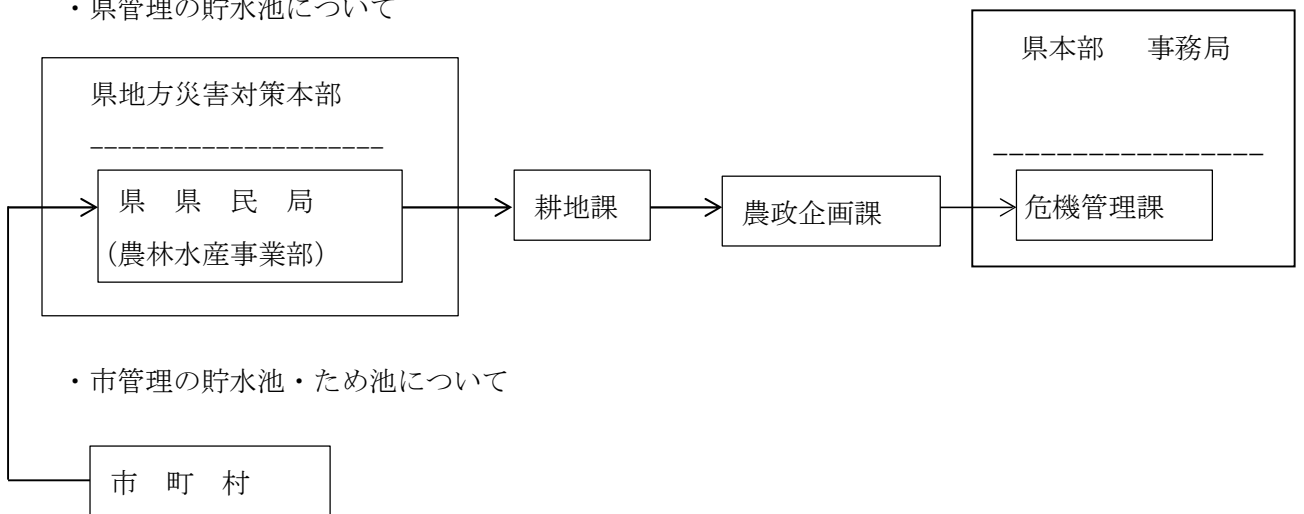 ・県管理の貯水池について
県本部　事務局
県地方災害対策本部
県　県　民　局
(農林水産事業部)
耕地課
農政企画課
危機管理課
・市管理の貯水池・ため池について
市　町　村